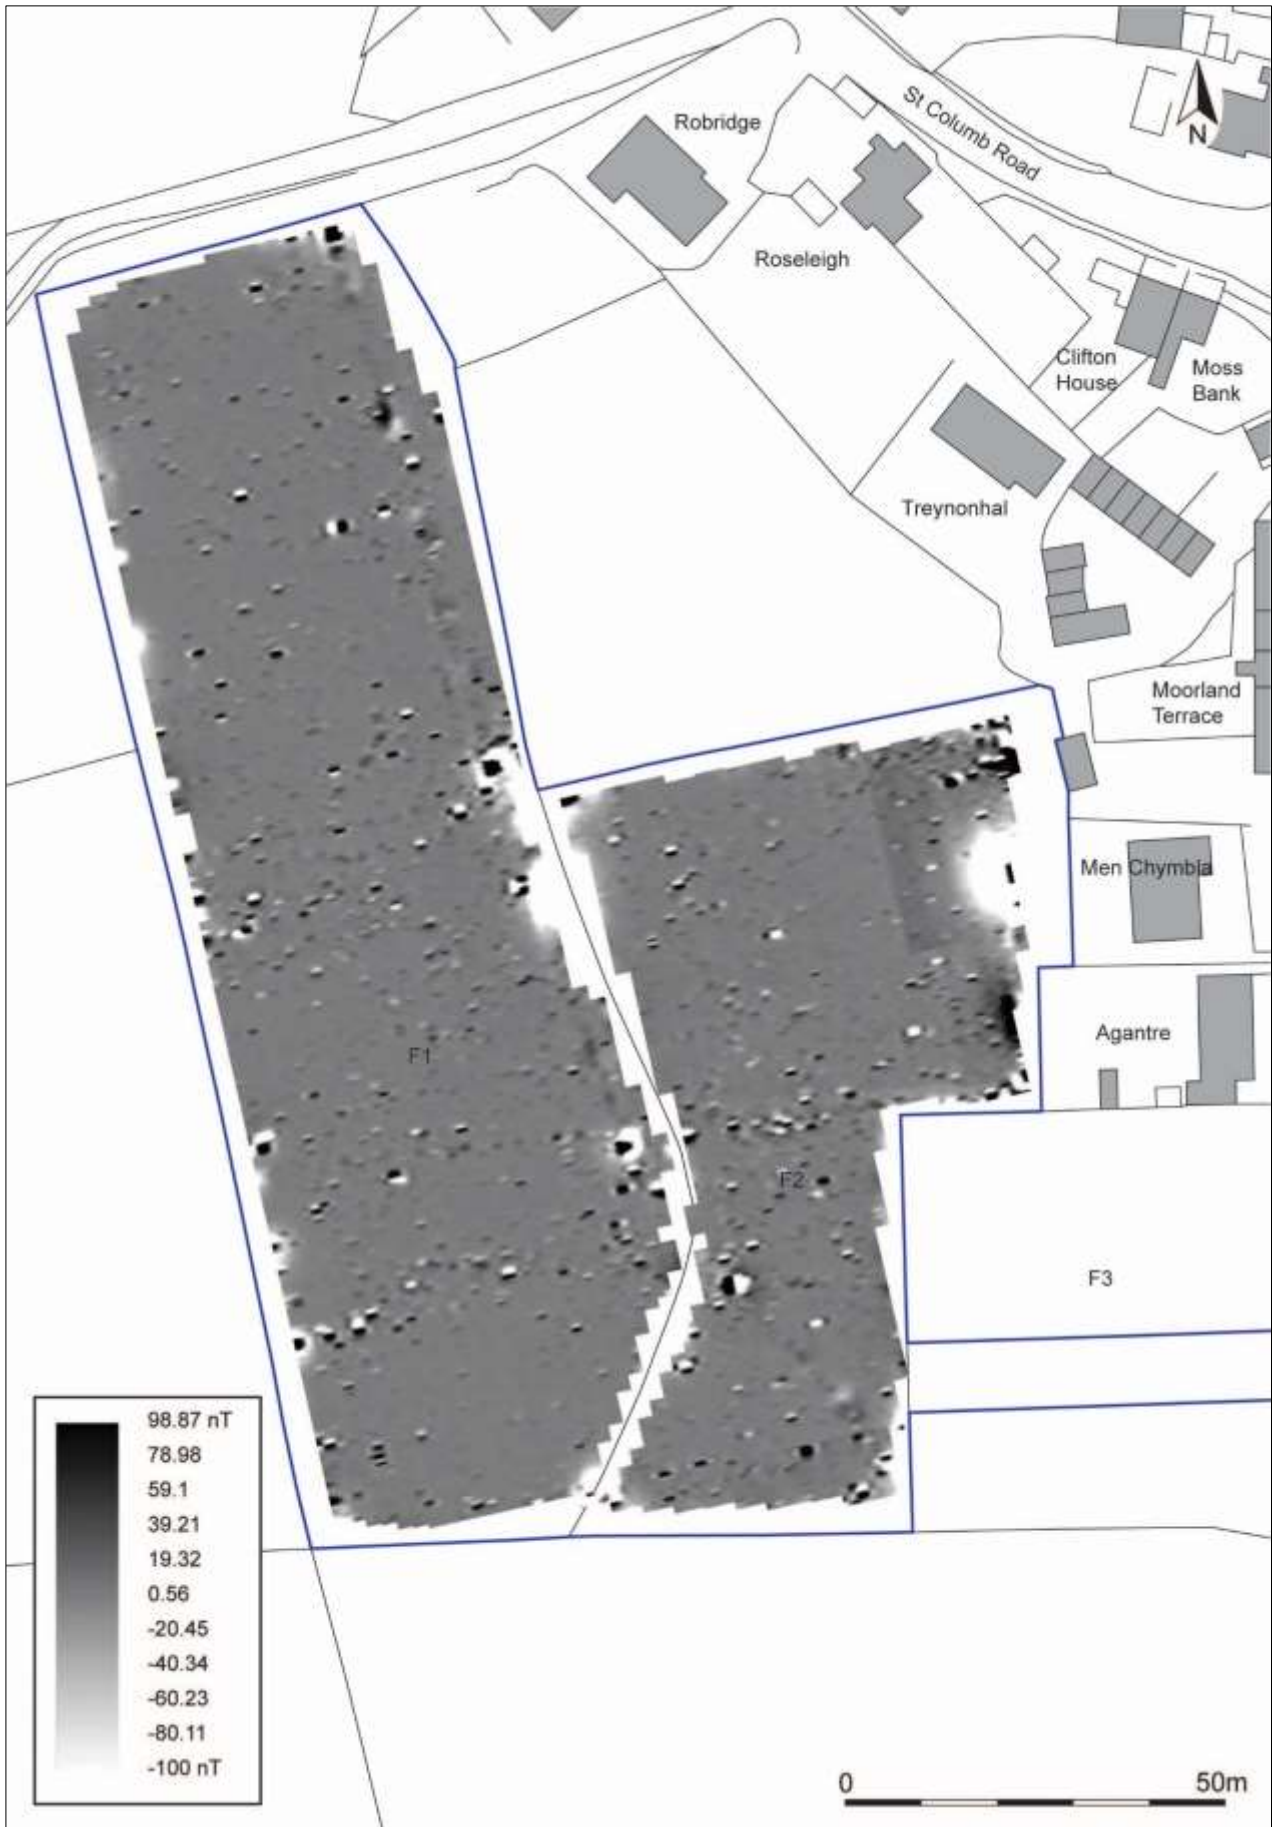 Robridge
St Columb Road
N
Roseleigh
Clifton
House
Moss
Bank
Treynonhal
Moorland
Terrace
Men Chymbla
Agantre
F1
F2
F3
98.87 nT
78.98
59.1
39.21
19.32
0.56
-20.45
-40.34
-60.23
-80.11
-100 nT
0
50m